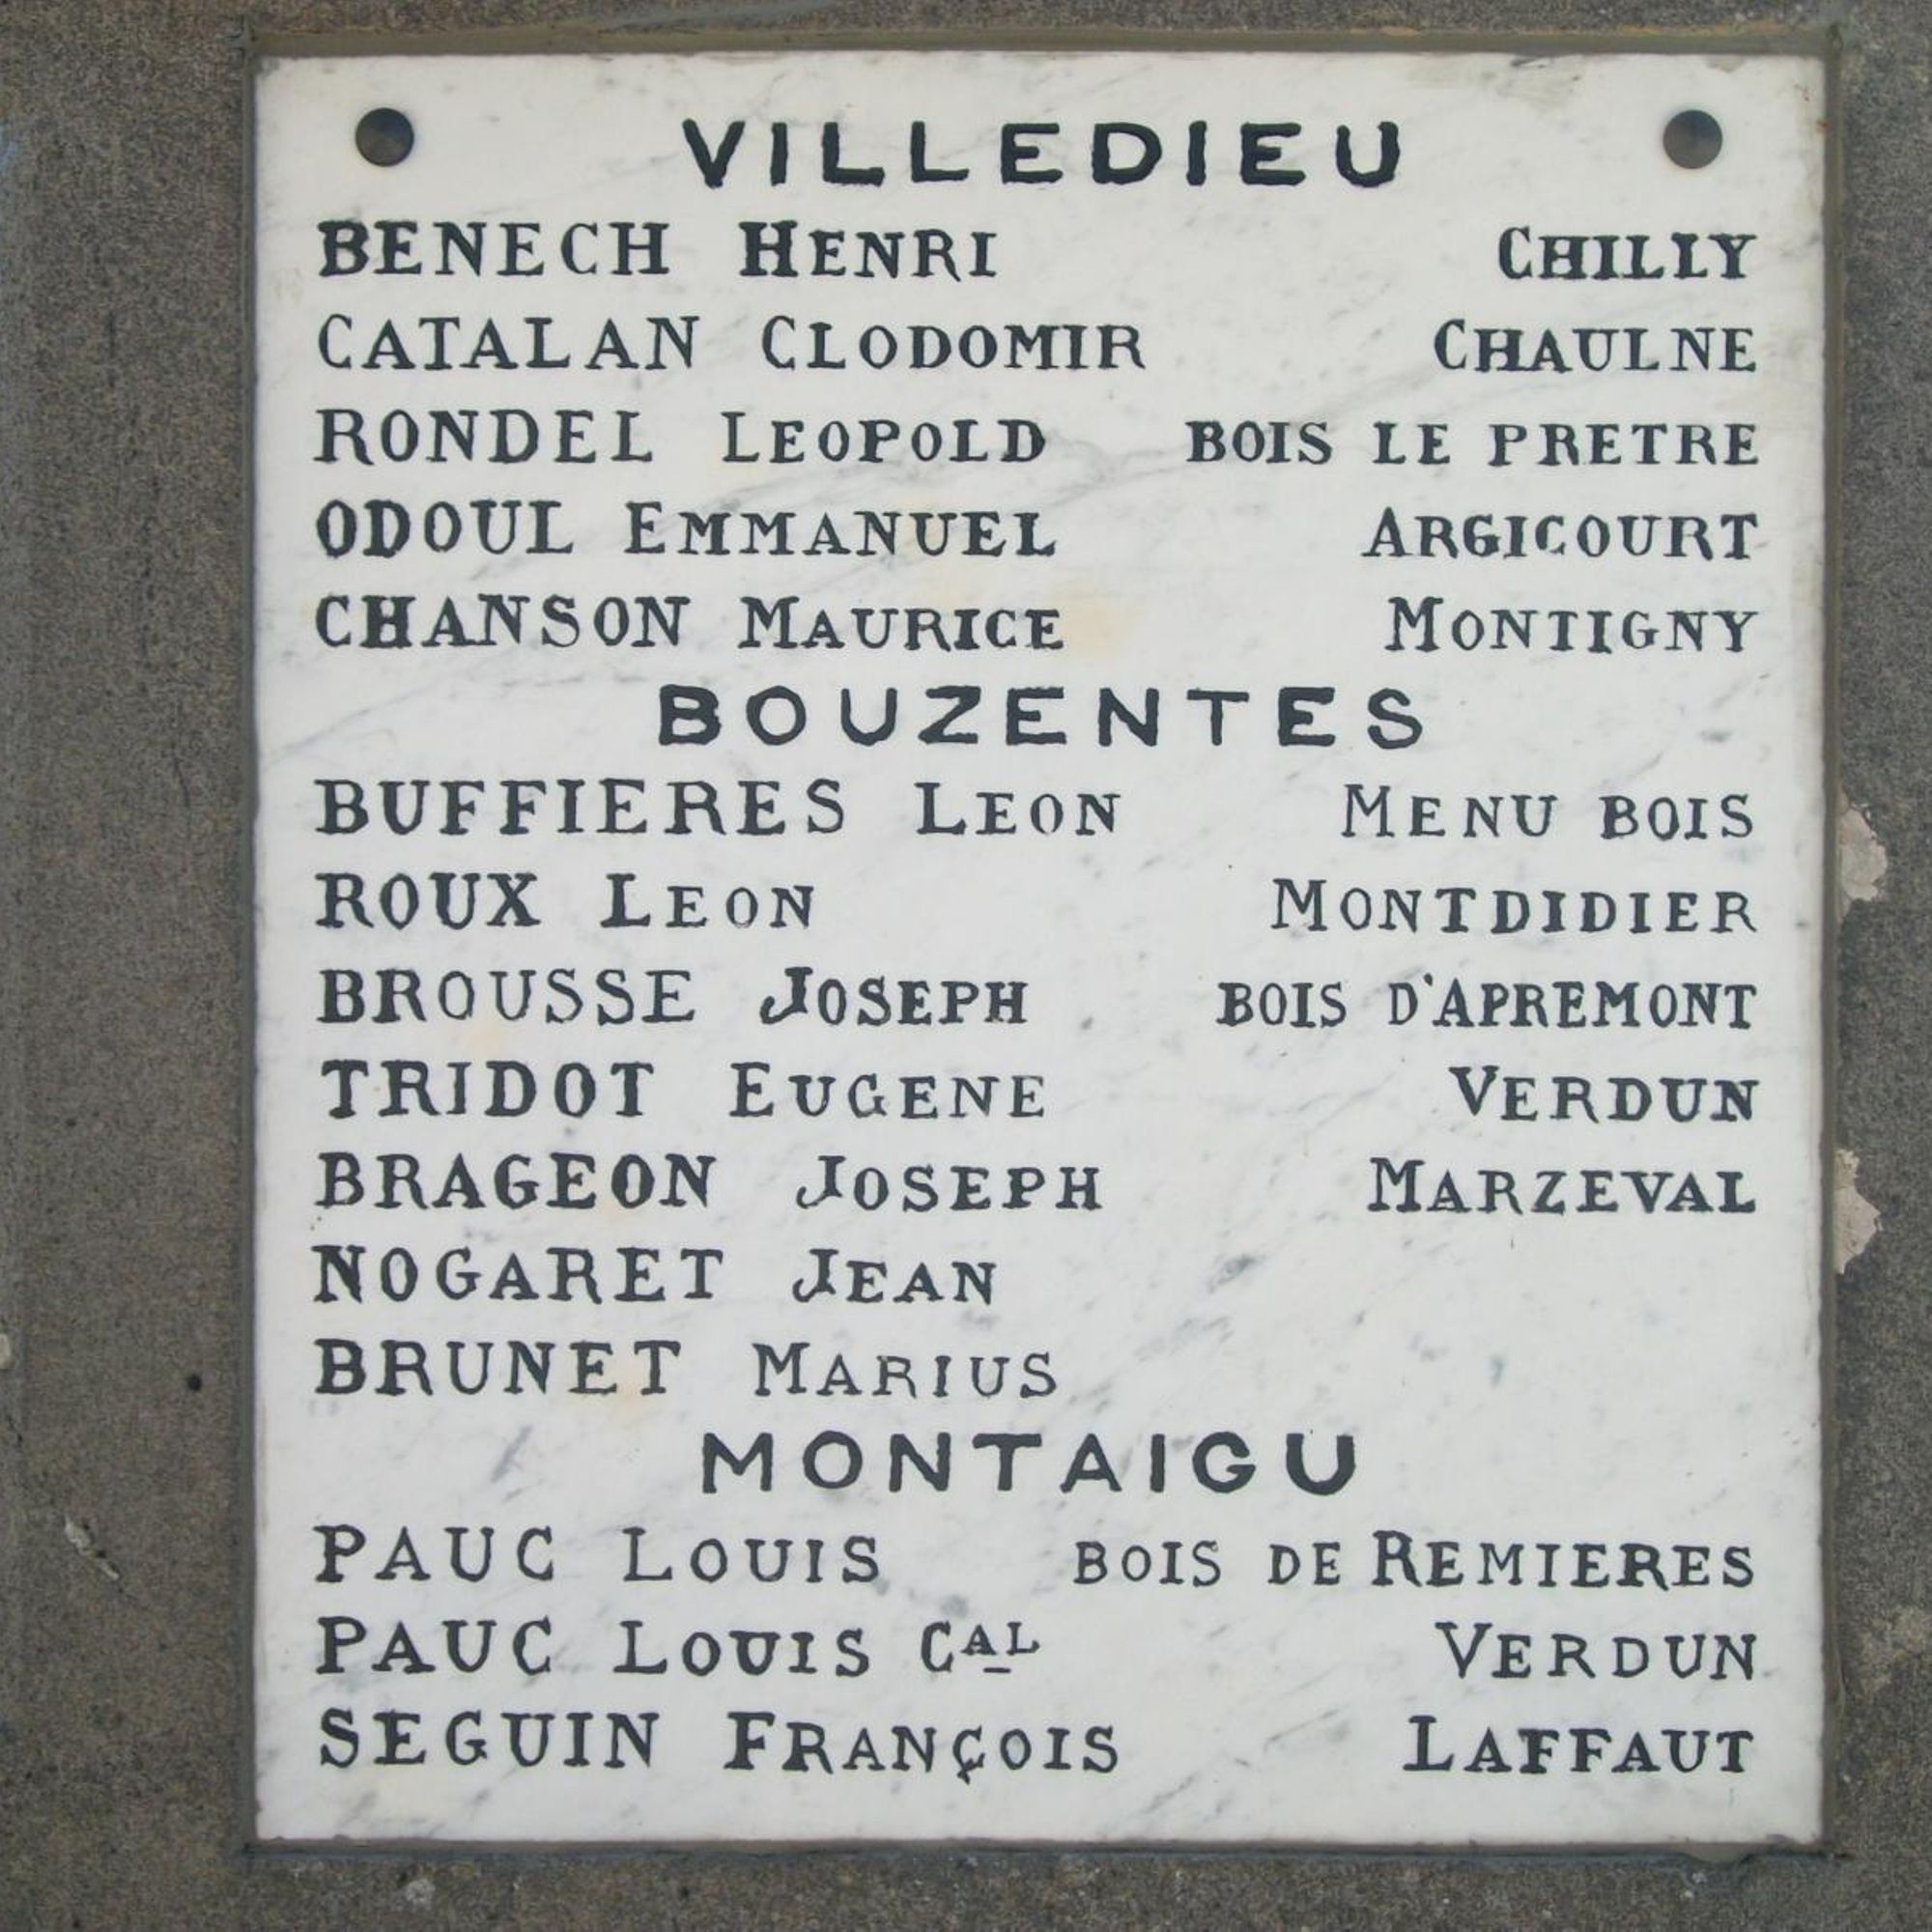 VILLEDIEU
BENECH HENRI CHILLY
CATALAN CLODOMIR CHAULNE
RONDEL LEOPOLD BOIS LE PRETRE
ODOUL EMMANUEL ARGICOURT
CHANSON MAURICE MONTIGNY
BOUZENTES
BUFFIERES LEON MENU BOIS
ROUX LEON MONTDIDIER
BROUSSE JOSEPH BOIS D'APREMONT
TRIDOT EUGENE VERDUN
BRAGEON JOSEPH MARZEVAL
NOGARET JEAN
BRUNET MARIUS
MONTAIGU
PAUC LOUIS BOIS DE REMIERES
PAUC LOUIS CAL VERDUN
SEGUIN FRANÇOIS LAFFAUT